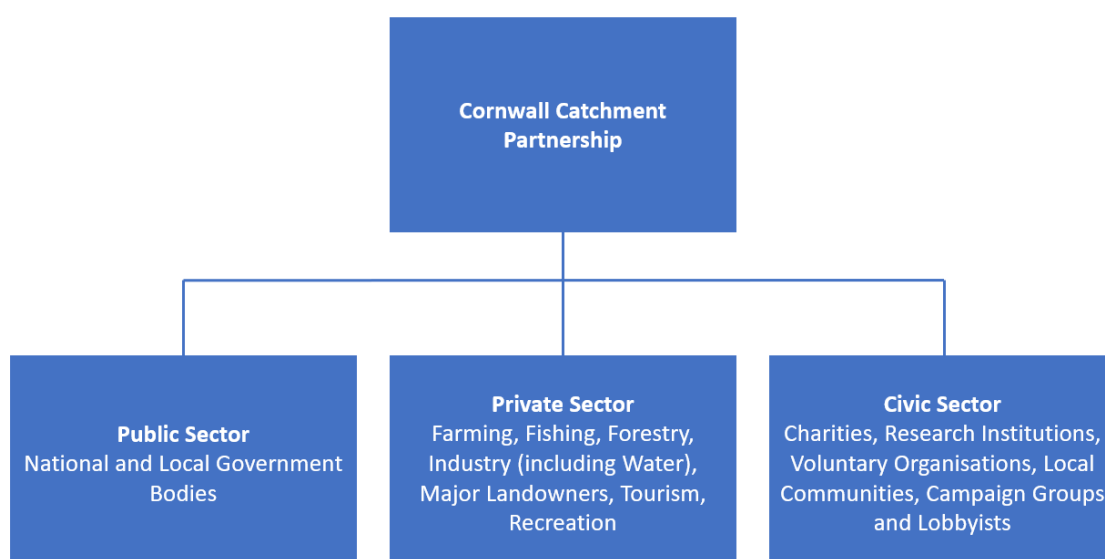 Cornwall Catchment
Partnership
Public Sector
National and Local Government
Bodies
Private Sector
Farming, Fishing, Forestry,
Industry (including Water),
Major Landowners, Tourism,
Recreation
Civic Sector
Charities, Research Institutions,
Voluntary Organisations, Local
Communities, Campaign Groups
and Lobbyists